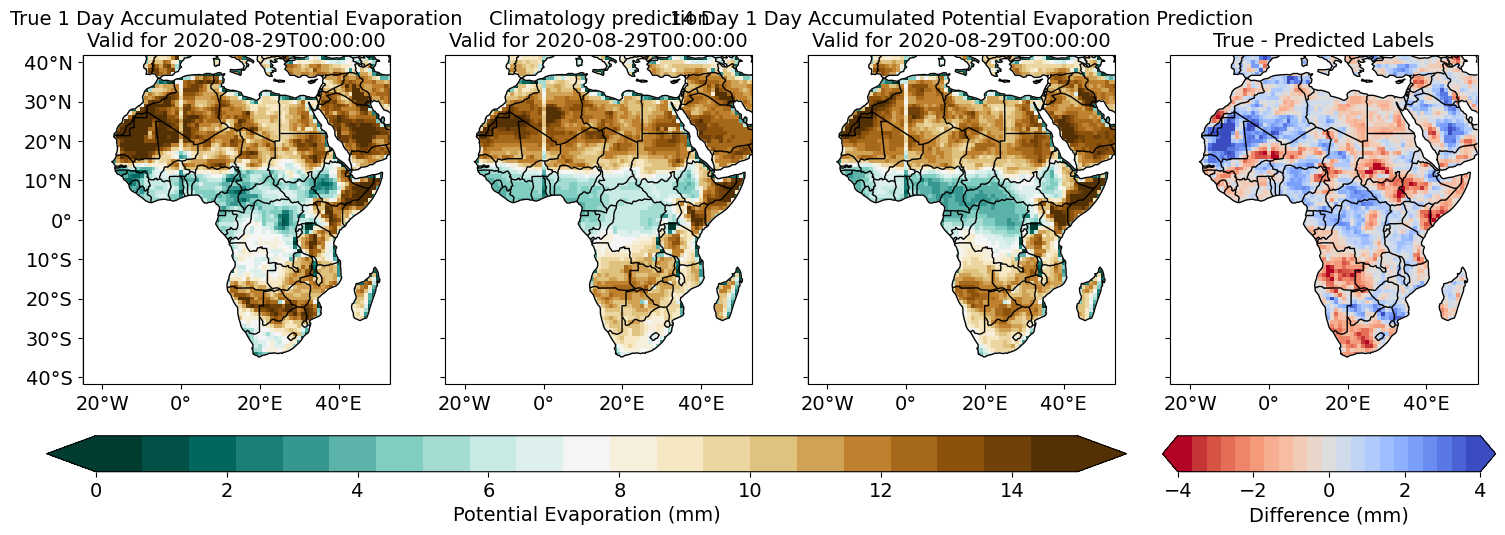 True 1 Day Accumulated Potential Evaporation
Valid for 2020-08-29T00:00:00
Climatology prediction
Valid for 2020-08-29T00:00:00
14 Day 1 Day Accumulated Potential Evaporation Prediction
Valid for 2020-08-29T00:00:00
True - Predicted Labels
40°N
30°N
20°N
10°N
0°
10°S
20°S
30°S
40°S
20°W 0° 20°E 40°E
20°W 0° 20°E 40°E
20°W 0° 20°E 40°E
20°W 0° 20°E 40°E
0 2 4 6 8 10 12 14
Potential Evaporation (mm)
−4 −2 0 2 4
Difference (mm)